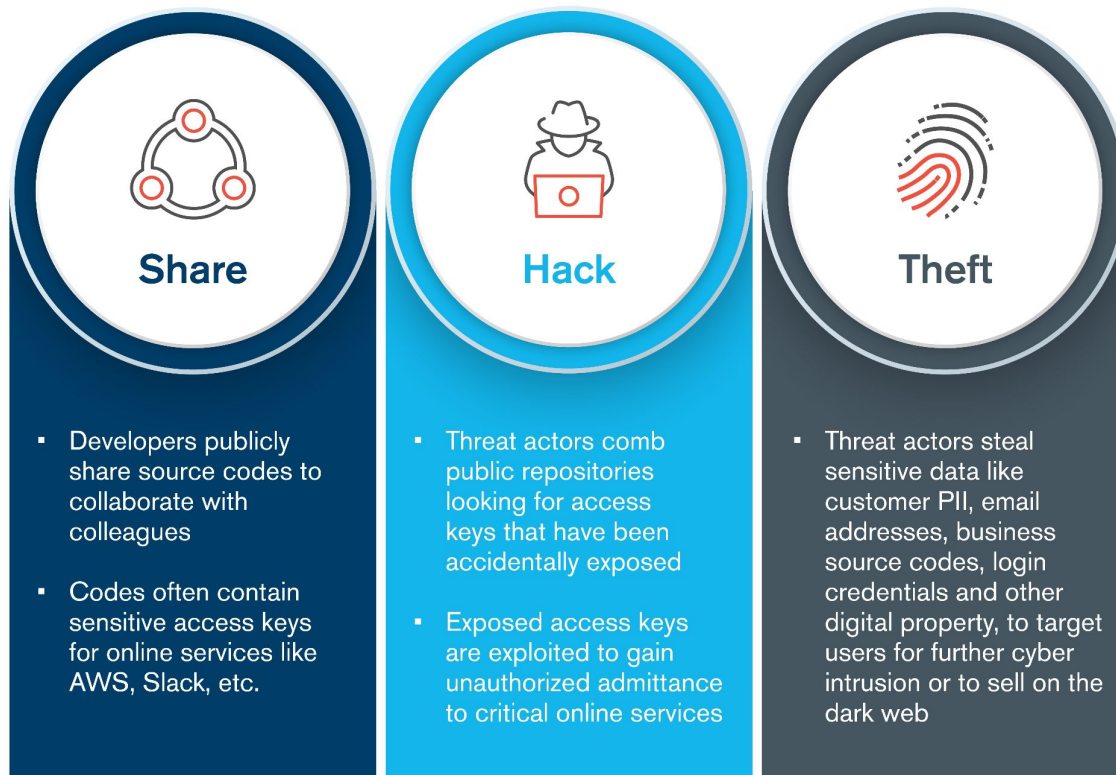 Share
▪ Developers publicly
share source codes to
collaborate with
colleagues
▪ Codes often contain
sensitive access keys
for online services like
AWS, Slack, etc.
Hack
▪ Threat actors comb
public repositories
looking for access
keys that have been
accidentally exposed
▪ Exposed access keys
are exploited to gain
unauthorized admittance
to critical online services
Theft
▪ Threat actors steal
sensitive data like
customer PII, email
addresses, business
source codes, login
credentials and other
digital property, to target
users for further cyber
intrusion or to sell on the
dark web